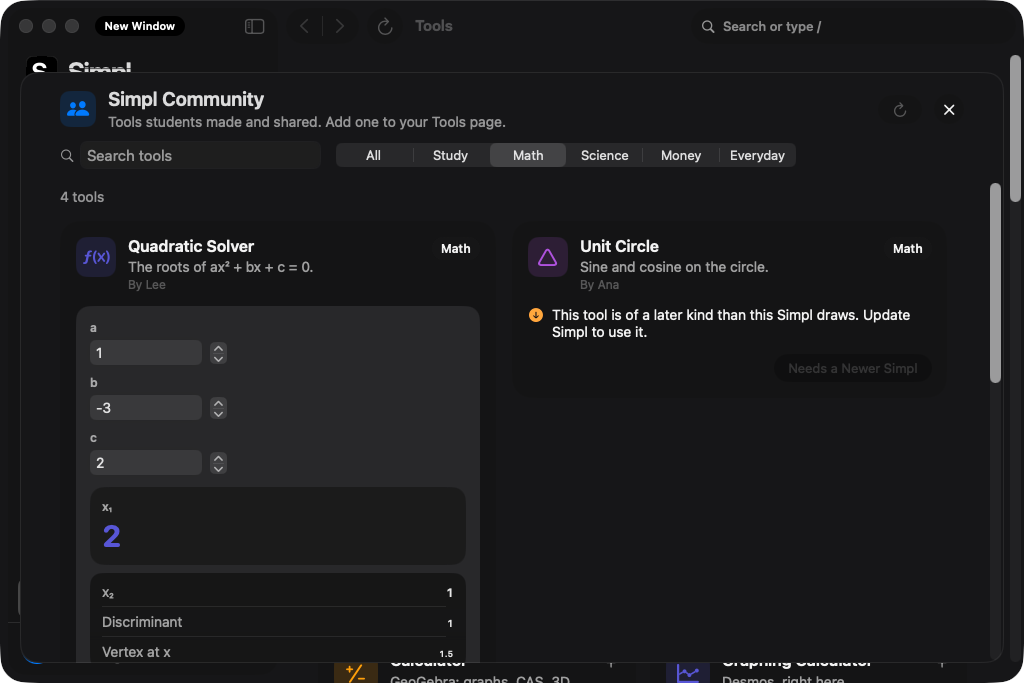 New Window
Tools
Search or type /
Simpl
Simpl Community
Tools students made and shared. Add one to your Tools page.
Search tools
All
Study
Math
Science
Money
Everyday
4 tools
f(x)
Quadratic Solver
Math
The roots of ax² + bx + c = 0.
By Lee
a
1
b
-3
c
2
x₁
2
x₂
1
Discriminant
1
Vertex at x
1.5
Unit Circle
Math
Sine and cosine on the circle.
By Ana
This tool is of a later kind than this Simpl draws. Update
Simpl to use it.
Needs a Newer Simpl
Calculator
GeoGebra: graphs, CAS, 3D
Graphing Calculator
Desmos, right here